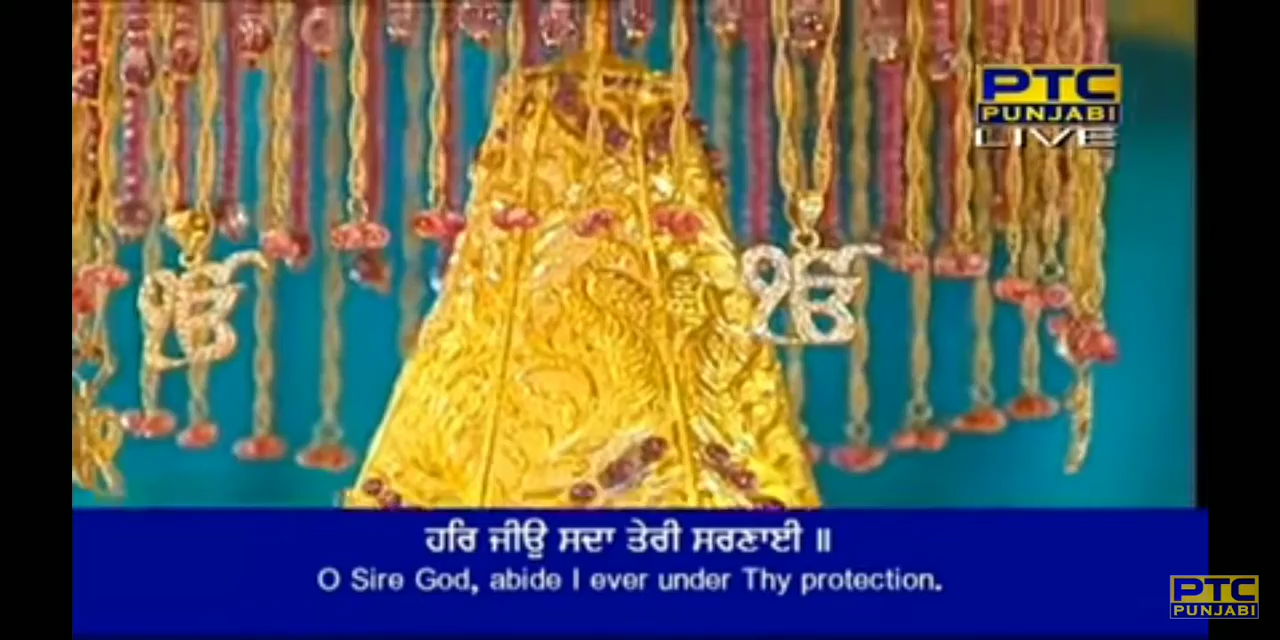 PTC
PUNJABI
LIVE
ੴ
ੴ
ਹਰਿ ਜੀਉ ਸਦਾ ਤੇਰੀ ਸਰਣਾਈ ॥
O Sire God, abide I ever under Thy protection.
PTC
PUNJABI